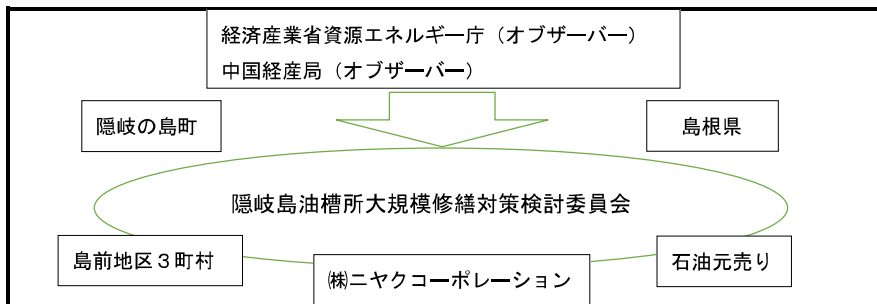 経済産業省資源エネルギー庁（オブザーバー）
中国経産局（オブザーバー）
隠岐の島町
島根県
隠岐島油槽所大規模修繕対策検討委員会
島前地区３町村
石油元売り
㈱ニヤクコーポレーション